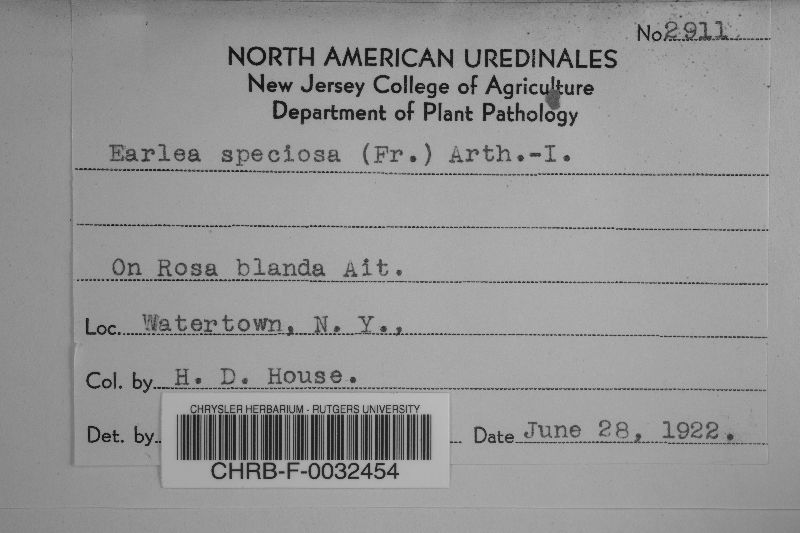 No. 2911
NORTH AMERICAN UREDINALES
New Jersey College of Agriculture
Department of Plant Pathology
Earlea speciosa (Fr.) Arth.-I.
On Rosa blanda Ait.
Loc. Watertown, N. Y.,
Col. by H. D. House.
Det. by
Date June 28, 1922.
CHRYSLER HERBARIUM - RUTGERS UNIVERSITY
CHRB-F-0032454